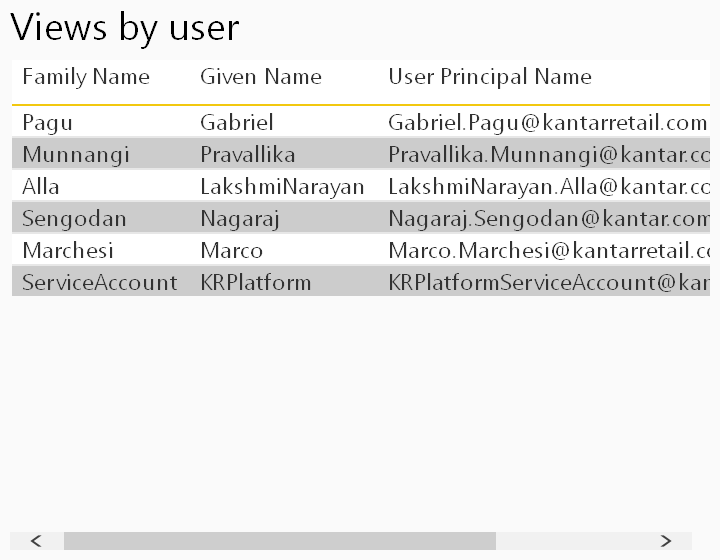 Views by user
Family Name Given Name User Principal Name
Pagu Gabriel Gabriel.Pagu@kantarretail.com
Munnangi Pravallika Pravallika.Munnangi@kantar.co
Alla LakshmiNarayan LakshmiNarayan.Alla@kantar.co
Sengodan Nagaraj Nagaraj.Sengodan@kantar.com
Marchesi Marco Marco.Marchesi@kantarretail.c
ServiceAccount KRPlatform KRPlatformServiceAccount@kan